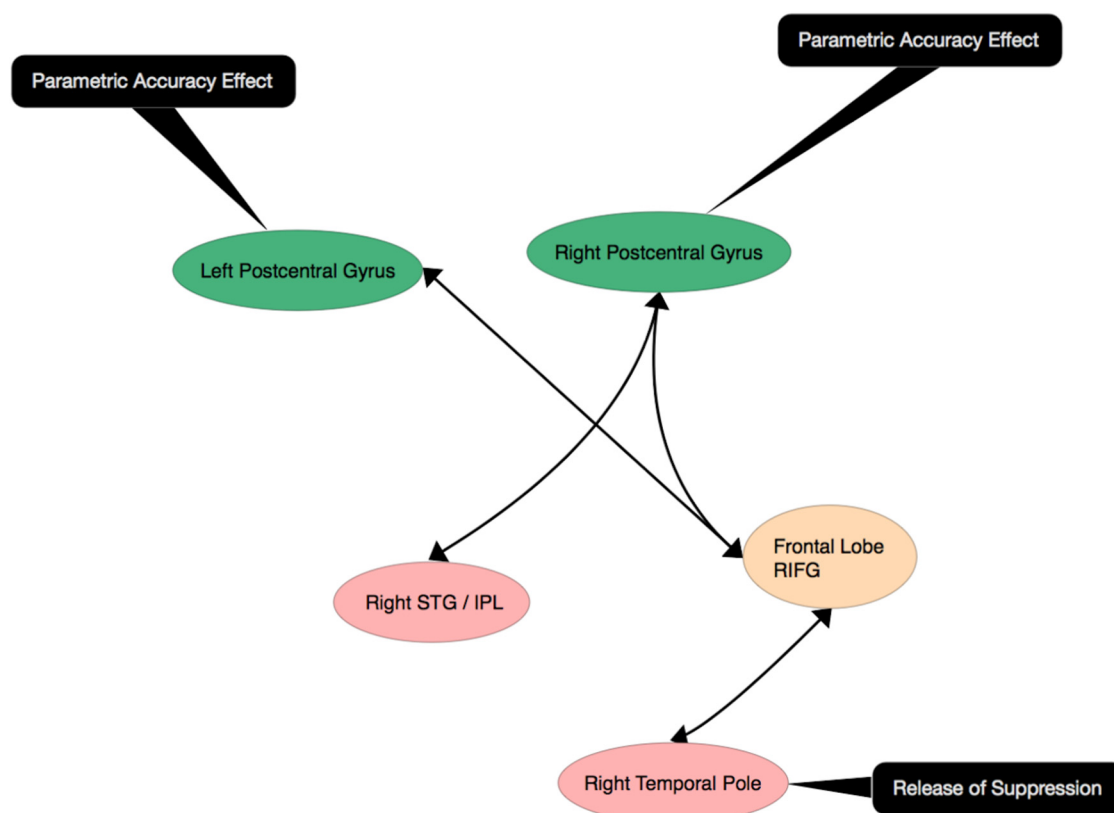 Parametric Accuracy Effect
Parametric Accuracy Effect
Left Postcentral Gyrus
Right Postcentral Gyrus
Frontal Lobe
RIFG
Right STG / IPL
Right Temporal Pole
Release of Suppression